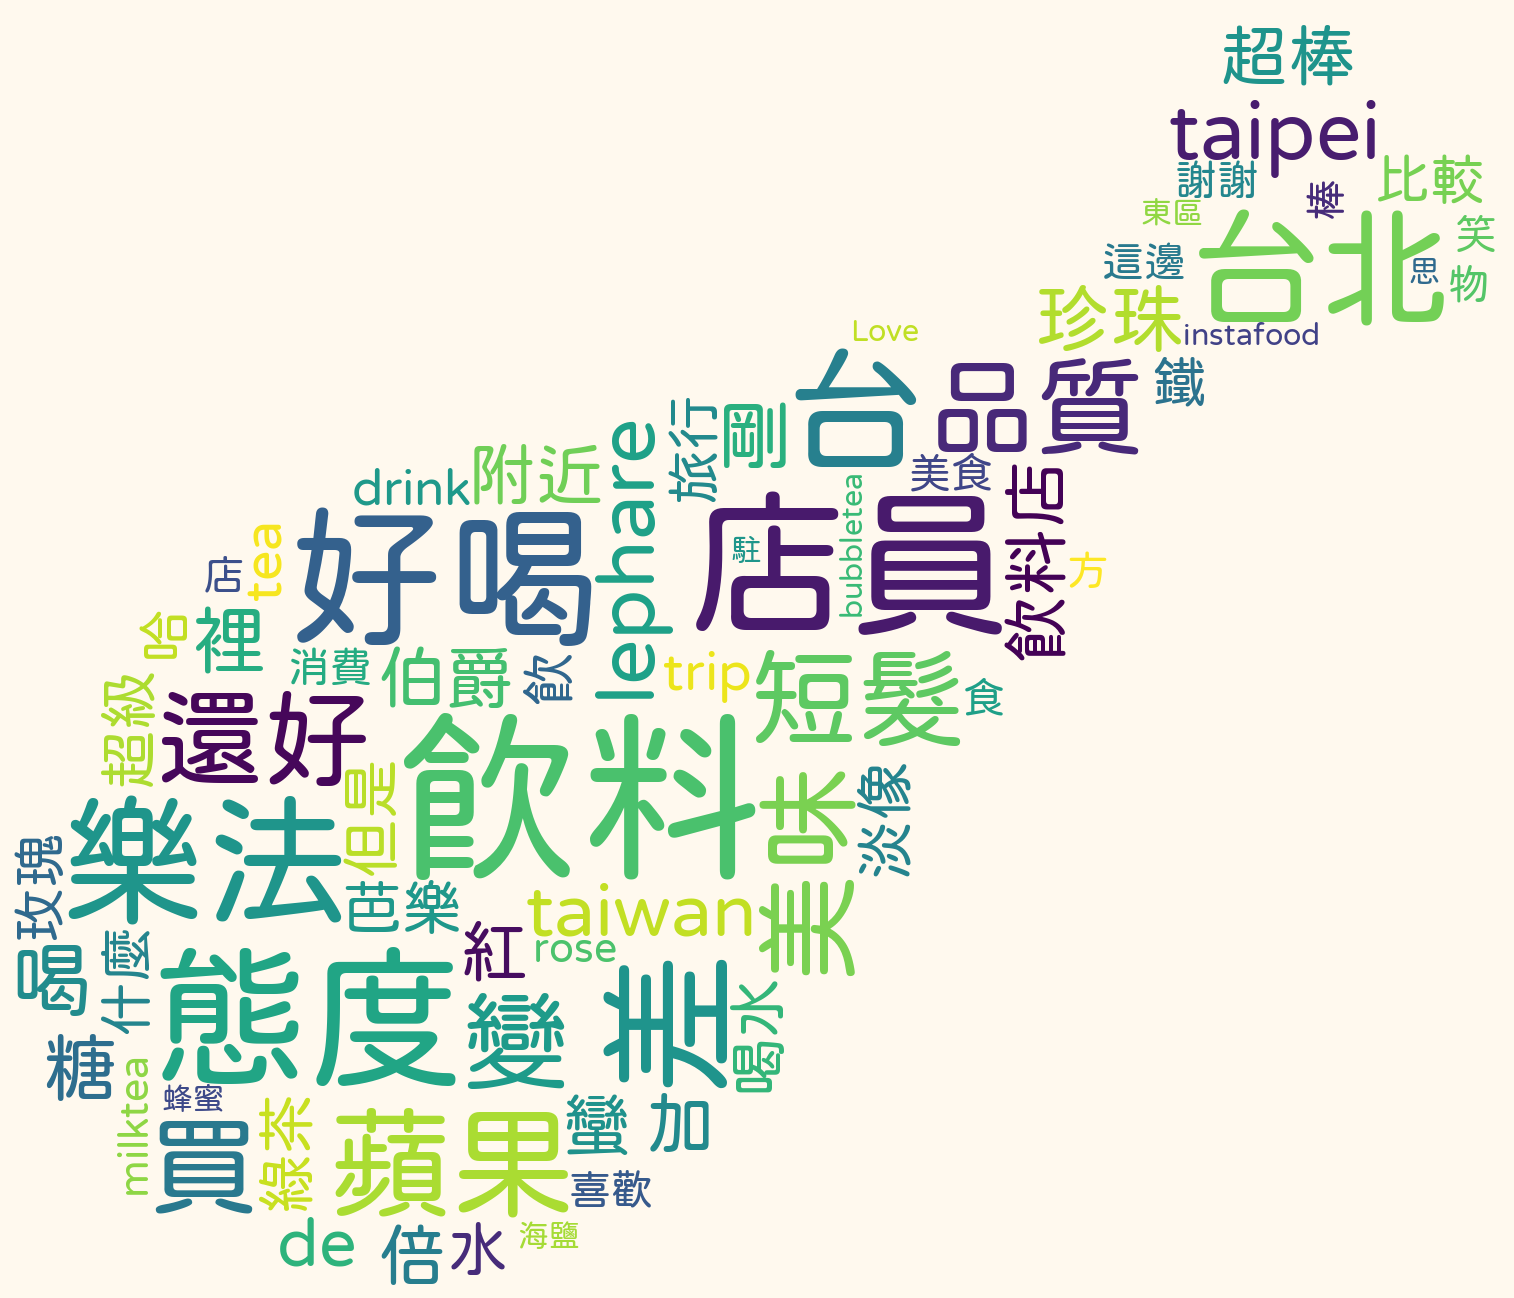 超棒
taipei
謝謝
棒
比較
東區
這邊
台北
思
笑
物
珍珠
instafood
Love
台
品質
鐵
旅行
剛
美食
lephare
附近
drink
好喝
店員
駐
bubbletea
飲料店
方
tea
店
哈
裡
消費
伯爵
飲
trip
短髮
食
超級
還好
但是
飲料
美味
淡
像
樂法
玫瑰
芭樂
taiwan
紅
rose
喝
什麼
態度
變
差
喝水
糖
milktea
蜂蜜
買
綠茶
蘋果
蠻
加
喜歡
de
倍
水
海鹽